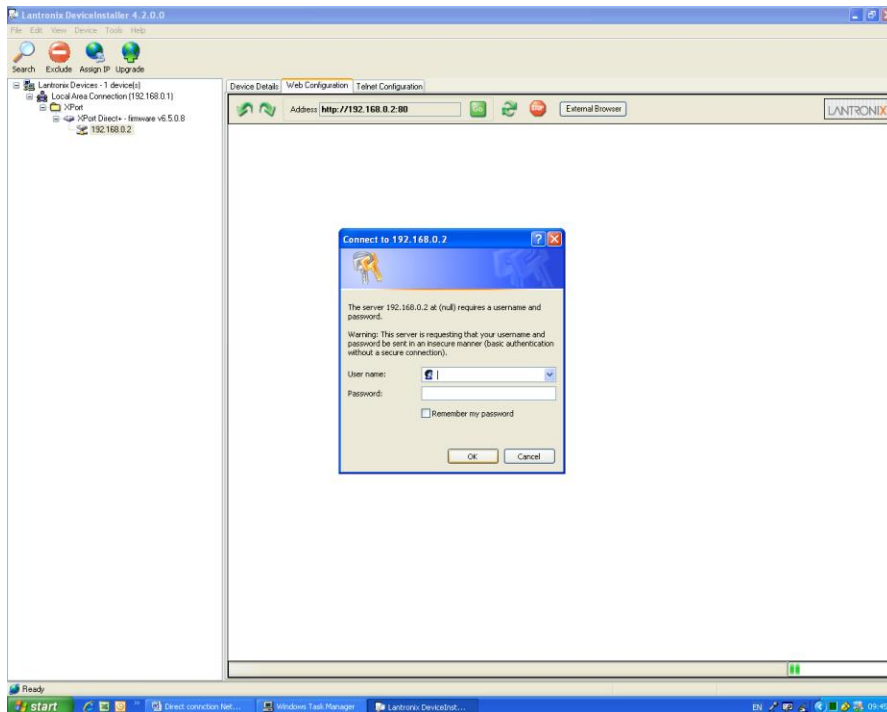 Lantronix DeviceInstaller 4.2.0.0
File Edit View Device Tools Help
Search Exclude Assign IP Upgrade
Lantronix Devices - 1 device(s)
Local Area Connection (192.168.0.1)
XPort
XPort Direct+ - firmware v6.5.0.8
192.168.0.2
Device Details Web Configuration Telnet Configuration
Address http://192.168.0.2:80 External Browser LANTRONIX
Connect to 192.168.0.2
The server 192.168.0.2 at (null) requires a username and
password.
Warning: This server is requesting that your username and
password be sent in an insecure manner (basic authentication
without a secure connection).
User name:
Password:
Remember my password
OK Cancel
Ready
start Direct connction Net... Windows Task Manager Lantronix DeviceInst... EN